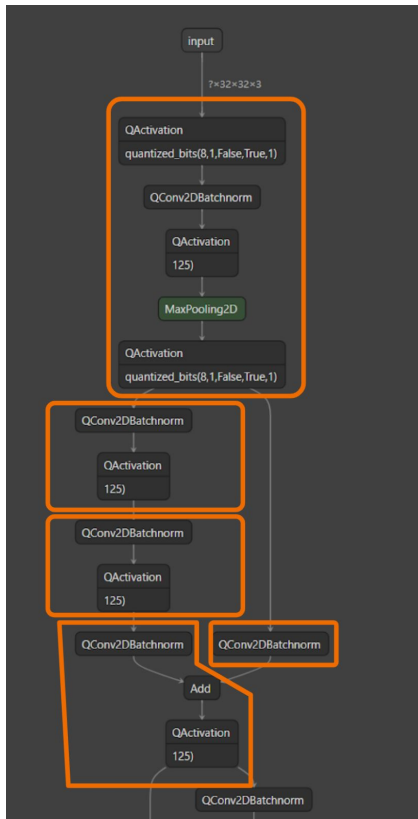 input
?×32×32×3
QActivation
quantized_bits(8,1,False,True,1)
QConv2DBatchnorm
QActivation
125)
MaxPooling2D
QActivation
quantized_bits(8,1,False,True,1)
QConv2DBatchnorm
QActivation
125)
QConv2DBatchnorm
QActivation
125)
QConv2DBatchnorm
QConv2DBatchnorm
Add
QActivation
125)
QConv2DBatchnorm